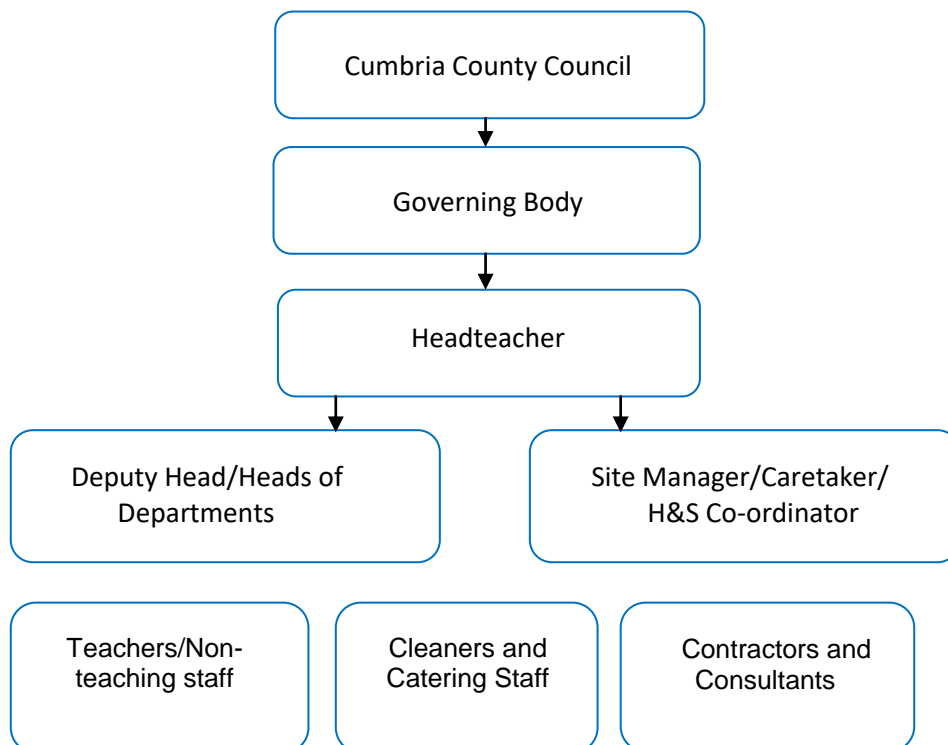 Cumbria County Council
Governing Body
Headteacher
Deputy Head/Heads of
Departments
Site Manager/Caretaker/
H&S Co-ordinator
Teachers/Non-
teaching staff
Cleaners and
Catering Staff
Contractors and
Consultants